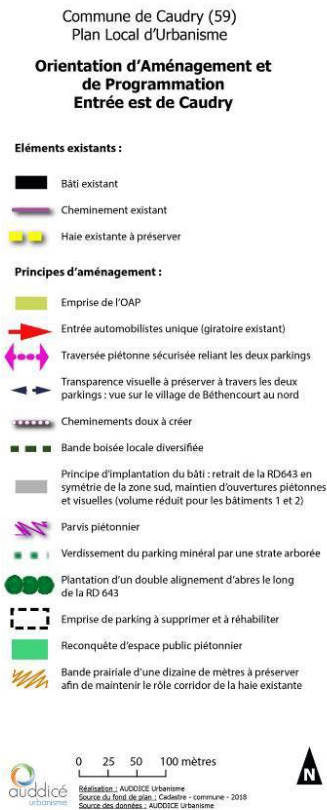 Commune de Caudry (59)
Plan Local d'Urbanisme
Orientation d'Aménagement et
de Programmation
Entrée est de Caudry
Eléments existants :
Bâti existant
Cheminement existant
Haie existante à préserver
Principes d'aménagement :
Emprise de l'OAP
Entrée automobilistes unique (giratoire existant)
Traversée piétonne sécurisée reliant les deux parkings
Transparence visuelle à préserver à travers les deux
parkings : vue sur le village de Béthencourt au nord
Cheminements doux à créer
Bande boisée locale diversifiée
Principe d'implantation du bâti : retrait de la RD643 en
symétrie de la zone sud, maintien d'ouvertures piétonnes
et visuelles (volume réduit pour les bâtiments 1 et 2)
Parvis piétonnier
Verdissement du parking minéral par une strate arborée
Plantation d'un double alignement d'abres le long
de la RD 643
Emprise de parking à supprimer et à réhabiliter
Reconquête d'espace public piétonnier
Bande prairiale d'une dizaine de mètres à préserver
afin de maintenir le rôle corridor de la haie existante
auddicé
urbanisme
0 25 50 100 mètres
Réalisation : AUDDICE Urbanisme
Source du fond de plan : Cadastre - commune - 2018
Source des données : AUDDICE Urbanisme
N